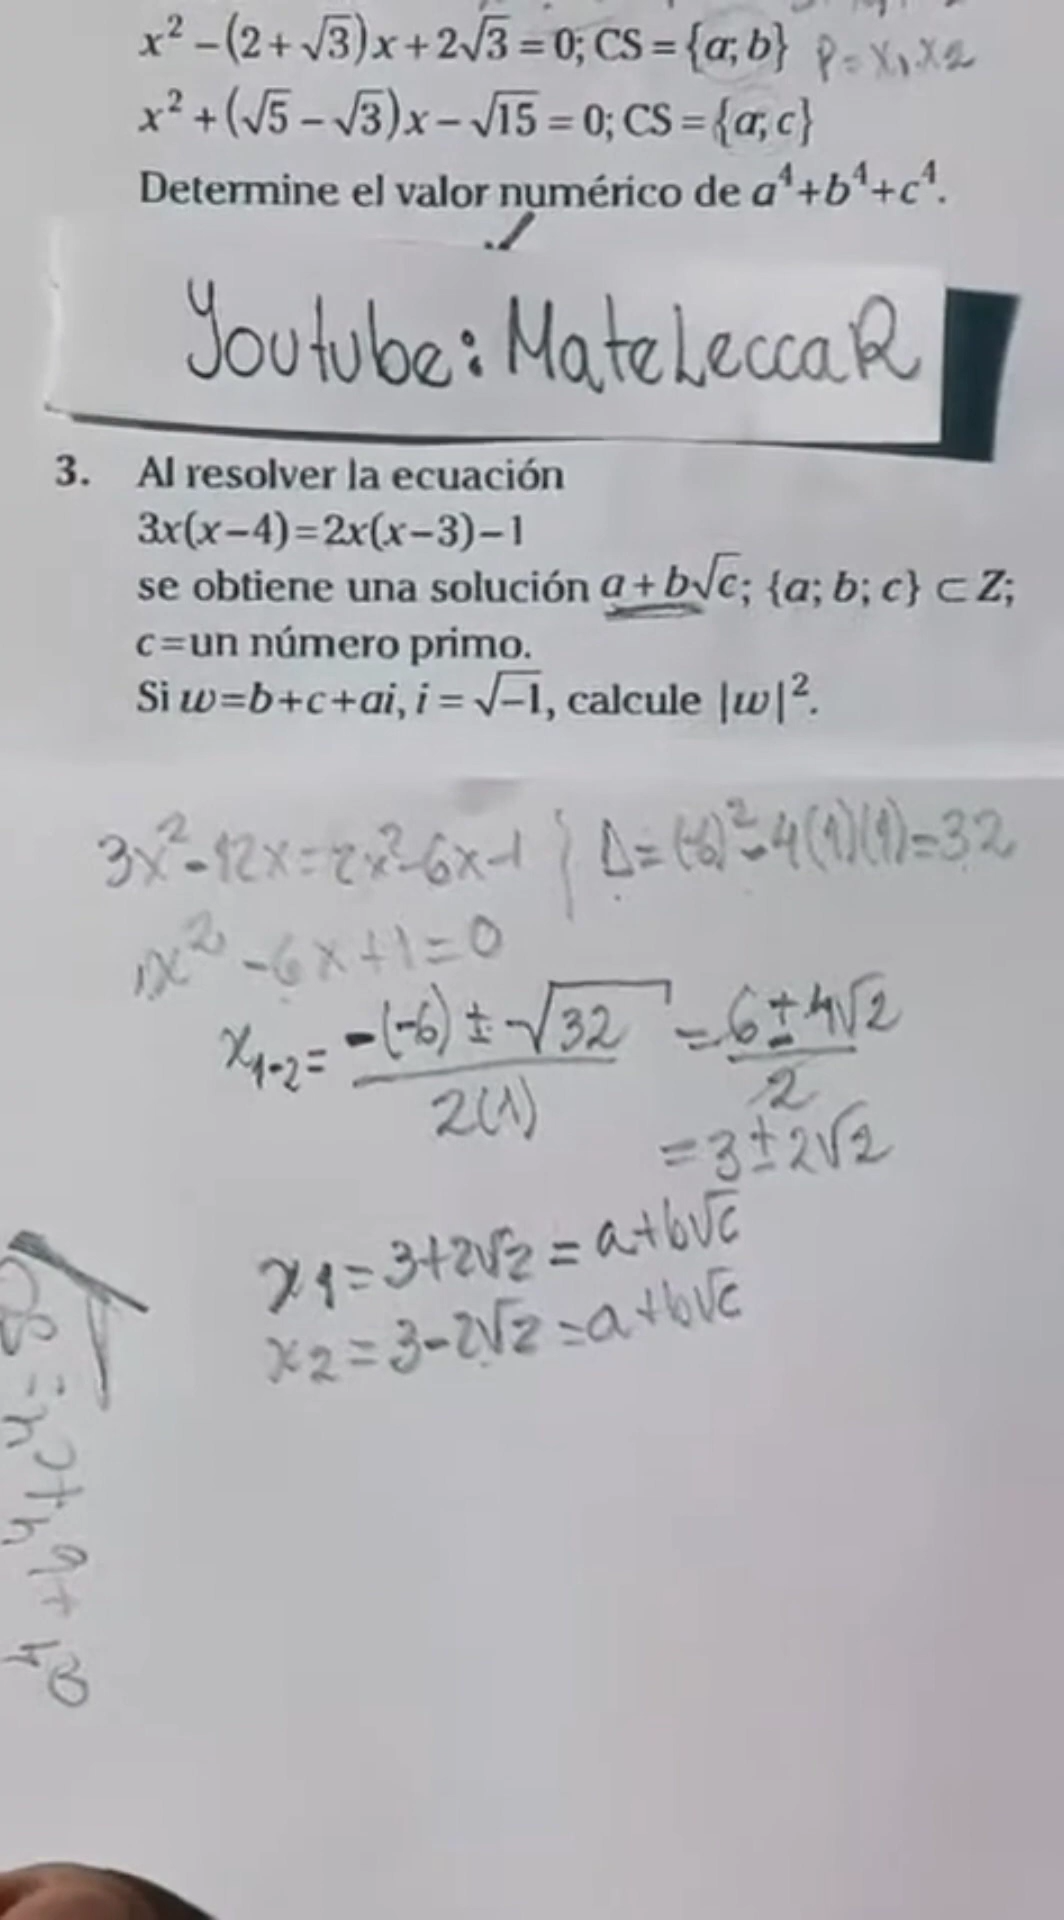 x² – (2 + √3)x + 2√3 = 0; CS = {a; b} P = x₁ x₂
x² + (√5 – √3)x – √15 = 0; CS = {a; c}
Determine el valor numérico de a⁴+b⁴+c⁴.
Youtube: MateLeccaR
3. Al resolver la ecuación
3x(x–4)=2x(x–3)–1
se obtiene una solución a + b√c; {a; b; c} ⊂ Z;
c=un número primo.
Si w=b+c+ai, i = √–1, calcule |w|².
3x²-12x=2x²-6x-1 Δ=(-6)²-4(1)(1)=32
1x²-6x+1=0
x₁-₂= -(-6) ± √32 / 2(1) = 6 ± 4√2 / 2
= 3 ± 2√2
x1=3+2√2 = a+b√c
x2=3-2√2 =a+b√c